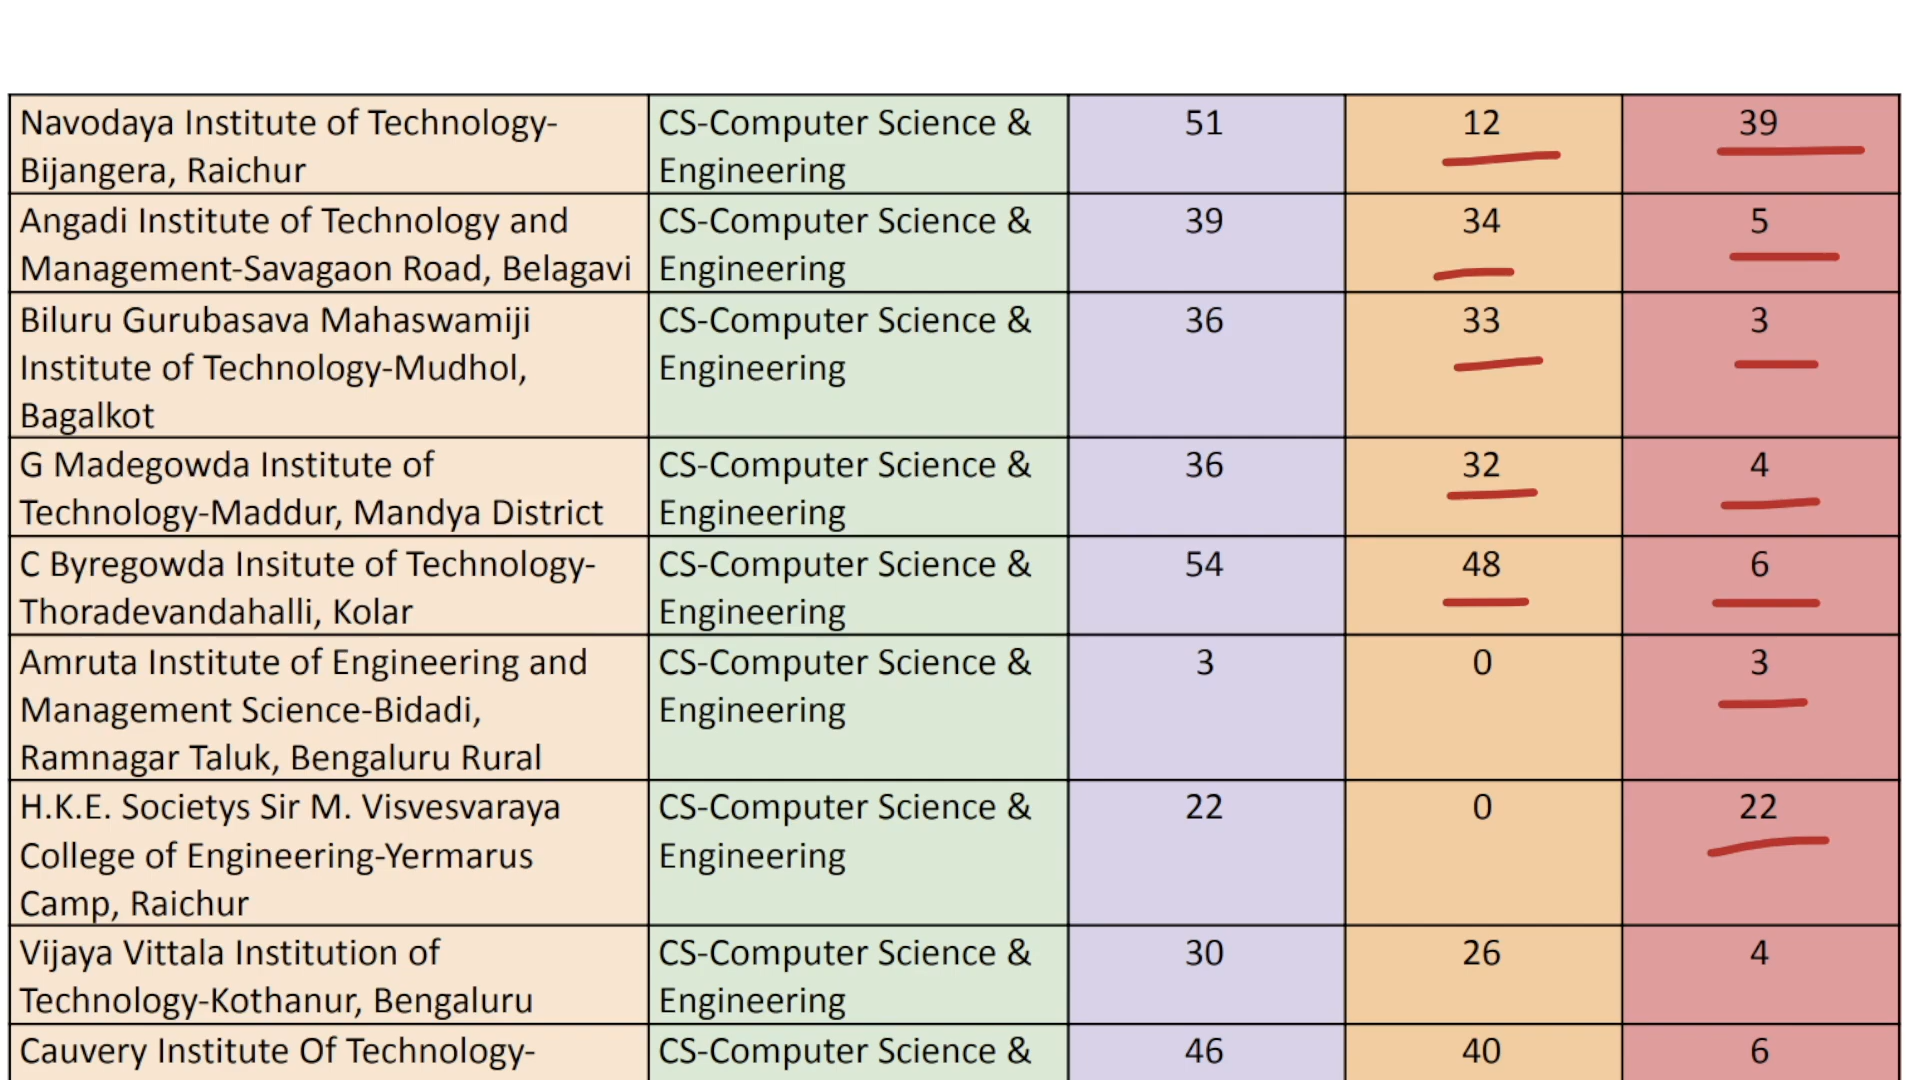 Navodaya Institute of Technology- CS-Computer Science & 51 12 39
Bijangera, Raichur Engineering
Angadi Institute of Technology and CS-Computer Science & 39 34 5
Management-Savagaon Road, Belagavi Engineering
Biluru Gurubasava Mahaswamiji CS-Computer Science & 36 33 3
Institute of Technology-Mudhol, Engineering
Bagalkot
G Madegowda Institute of CS-Computer Science & 36 32 4
Technology-Maddur, Mandya District Engineering
C Byregowda Insitute of Technology- CS-Computer Science & 54 48 6
Thoradevandahalli, Kolar Engineering
Amruta Institute of Engineering and CS-Computer Science & 3 0 3
Management Science-Bidadi, Engineering
Ramnagar Taluk, Bengaluru Rural
H.K.E. Societys Sir M. Visvesvaraya CS-Computer Science & 22 0 22
College of Engineering-Yermarus Engineering
Camp, Raichur
Vijaya Vittala Institution of CS-Computer Science & 30 26 4
Technology-Kothanur, Bengaluru Engineering
Cauvery Institute Of Technology- CS-Computer Science & 46 40 6